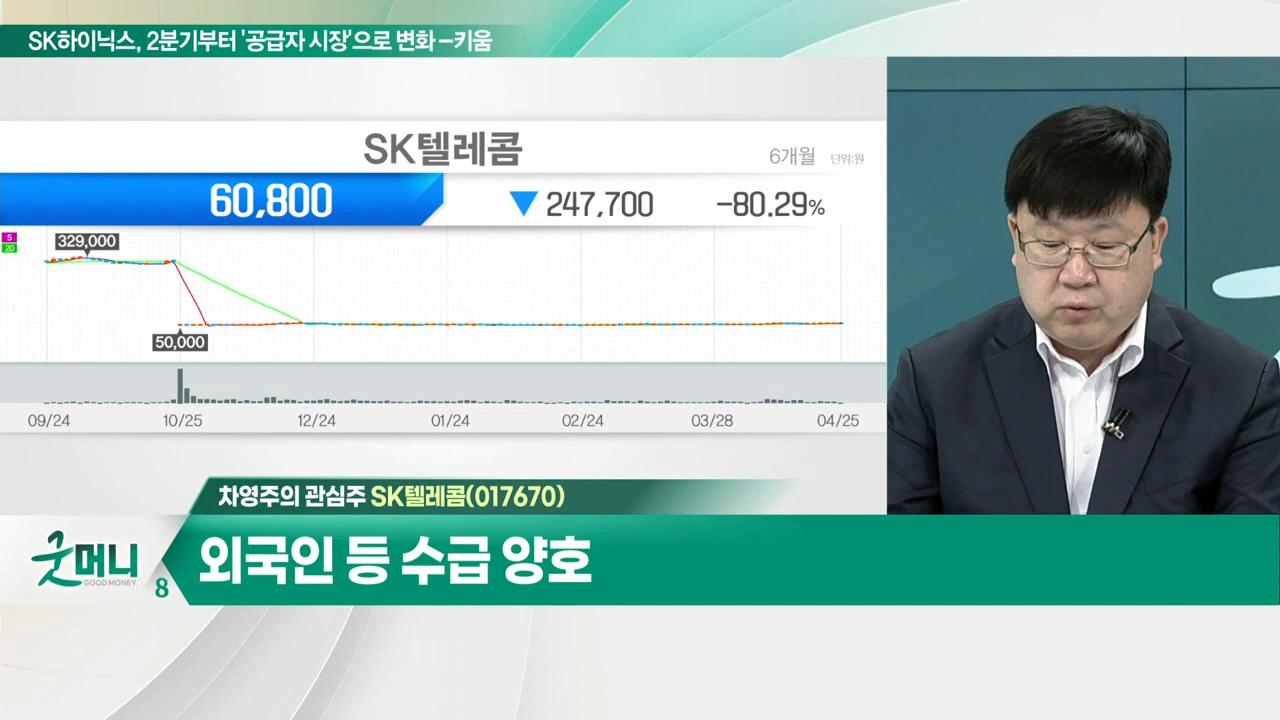 SK하이닉스, 2분기부터 '공급자 시장'으로 변화 -키움
SK텔레콤
6개월 단위:원
60,800 ▼ 247,700 -80.29%
5
20
329,000
50,000
09/24 10/25 12/24 01/24 02/24 03/28 04/25
차영주의 관심주 SK텔레콤(017670)
굿머니
GOOD MONEY
8
외국인 등 수급 양호